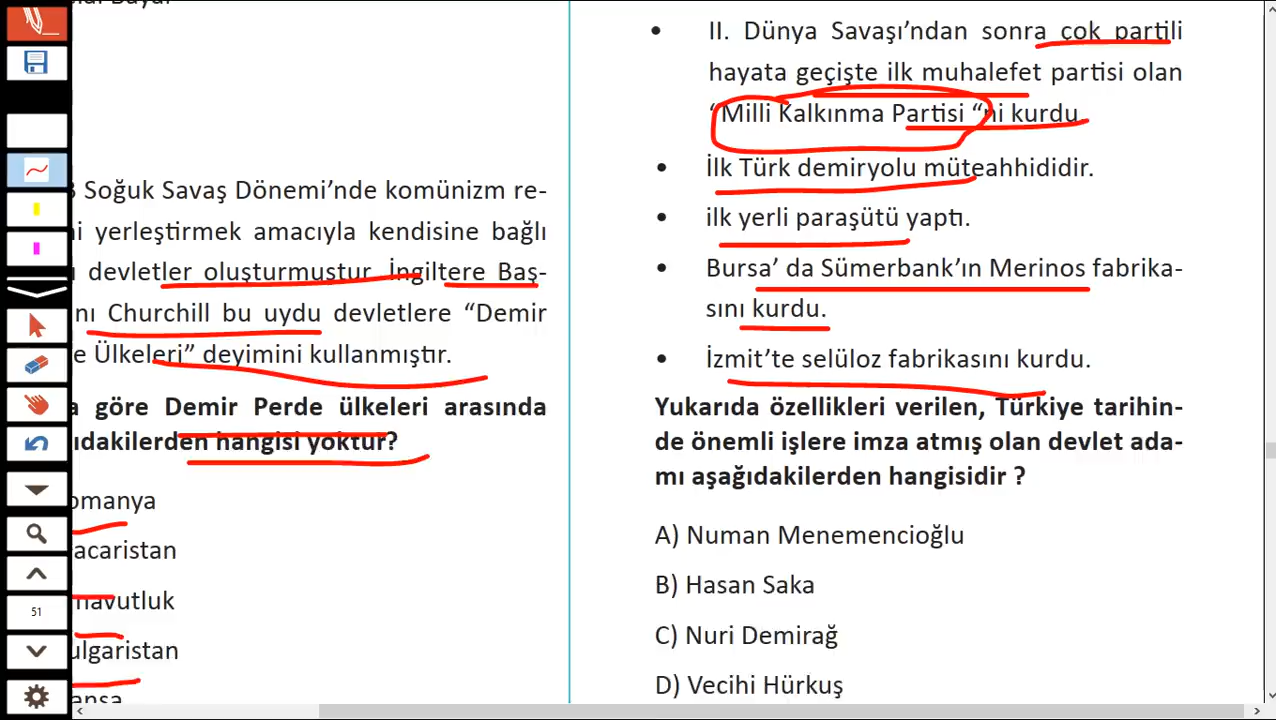 51
Soğuk Savaş Dönemi’nde komünizm re-
yerleştirmek amacıyla kendisine bağlı
devletler oluşturmuştur İngiltere Baş-
Churchill bu uydu devletlere “Demir
Ülkeleri” deyimini kullanmıştır.
göre Demir Perde ülkeleri arasında
hangisi yoktur?
omanya
acaristan
navutluk
ulgaristan
ansa
• II. Dünya Savaşı’ndan sonra çok partili
hayata geçişte ilk muhalefet partisi olan
“Milli Kalkınma Partisi “ni kurdu.
• İlk Türk demiryolu müteahhididir.
• ilk yerli paraşütü yaptı.
• Bursa’ da Sümerbank’ın Merinos fabrika-
sını kurdu.
• İzmit’te selüloz fabrikasını kurdu.
Yukarıda özellikleri verilen, Türkiye tarihin-
de önemli işlere imza atmış olan devlet ada-
mı aşağıdakilerden hangisidir ?
A) Numan Menemencioğlu
B) Hasan Saka
C) Nuri Demirağ
D) Vecihi Hürkuş